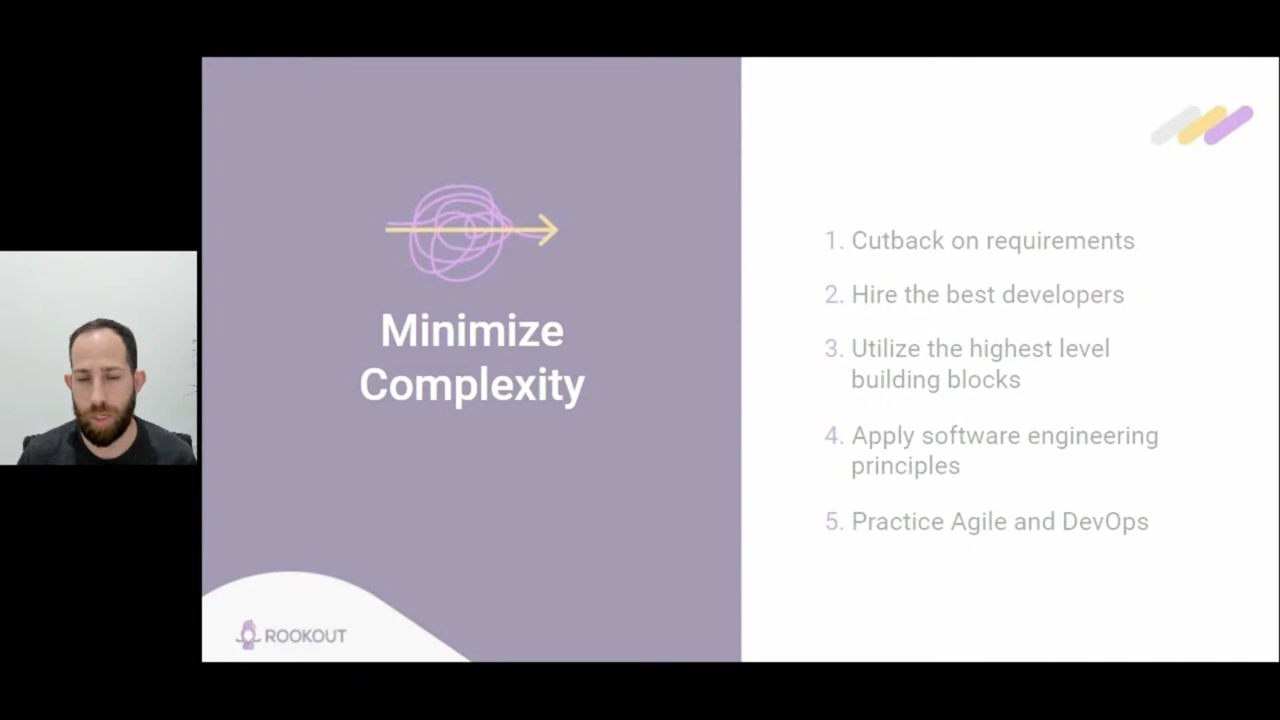 Minimize
Complexity
1. Cutback on requirements
2. Hire the best developers
3. Utilize the highest level
building blocks
4. Apply software engineering
principles
5. Practice Agile and DevOps
ROOKOUT